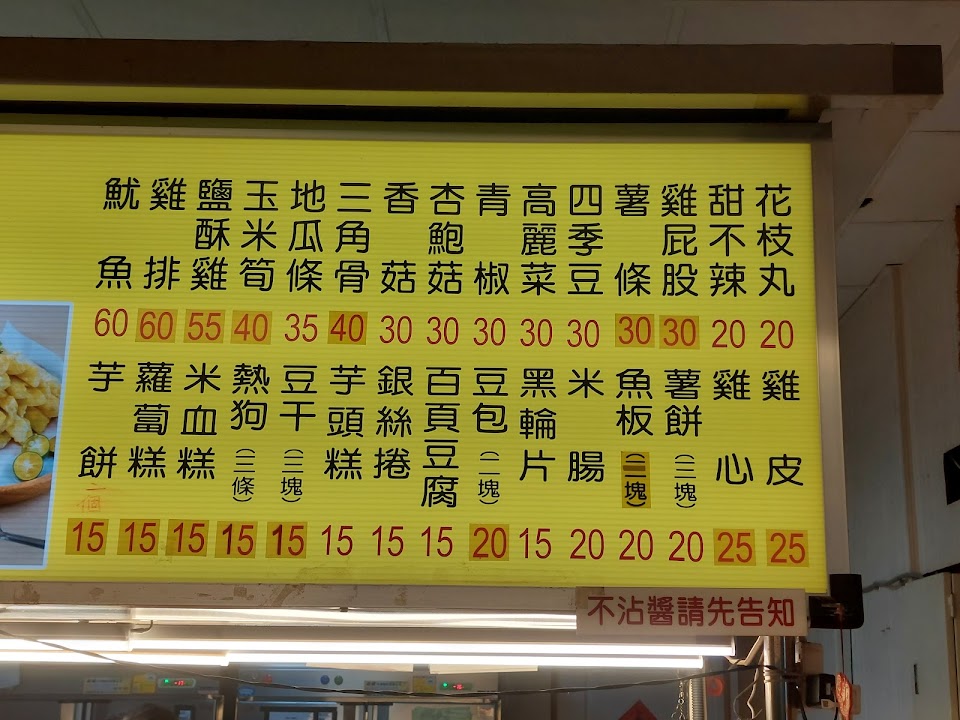 花枝丸 20
甜不辣 20
雞屁股 30
薯條 30
四季豆 30
高麗菜 30
青椒 30
杏鮑菇 30
香菇 30
三角骨 40
地瓜條 35
玉米筍 40
鹽酥雞 55
雞排 60
魷魚 60
雞皮 25
雞心 25
薯餅(二塊) 20
魚板(二塊) 20
米腸 20
黑輪片 15
豆包(二塊) 20
百頁豆腐 15
銀絲捲 15
芋頭糕 15
豆干(三塊) 15
熱狗(三條) 15
米血糕 15
蘿蔔糕 15
芋餅 15
不沾醬請先告知